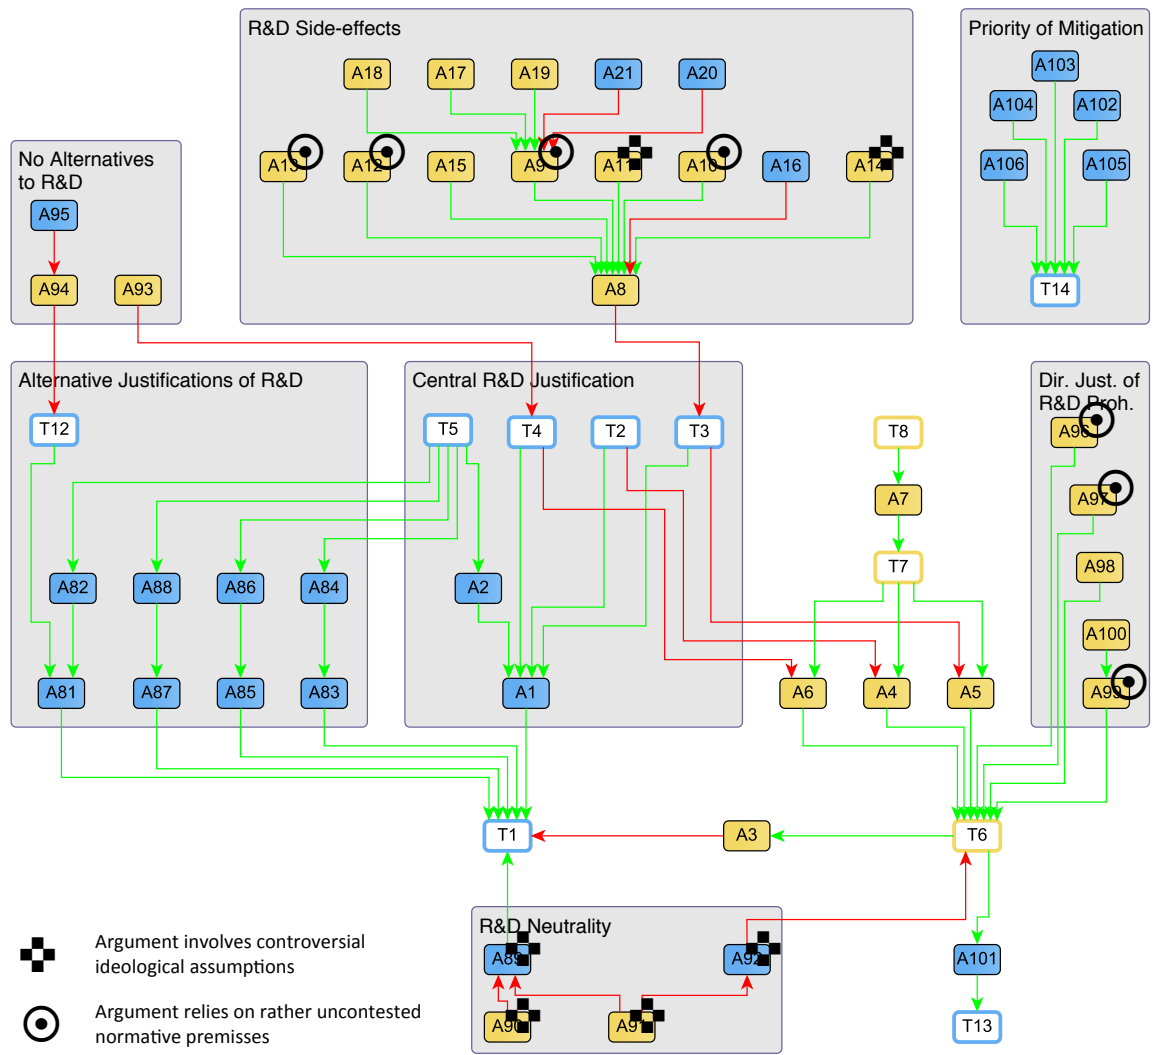 R&D Side-effects
Priority of Mitigation
A18
A17
A19
A21
A20
A103
A104
A102
No Alternatives
to R&D
A13
A12
A15
A9
A11
A10
A16
A14
A106
A105
A95
A94
A93
A8
T14
Alternative Justifications of R&D
Central R&D Justification
Dir. Just. of
R&D Proh.
T12
T5
T4
T2
T3
T8
A96
A7
A97
T7
A98
A82
A88
A86
A84
A2
A100
A81
A87
A85
A83
A1
A6
A4
A5
A99
T1
A3
T6
R&D Neutrality
Argument involves controversial
ideological assumptions
A89
A92
A101
Argument relies on rather uncontested
normative premisses
A90
A91
T13